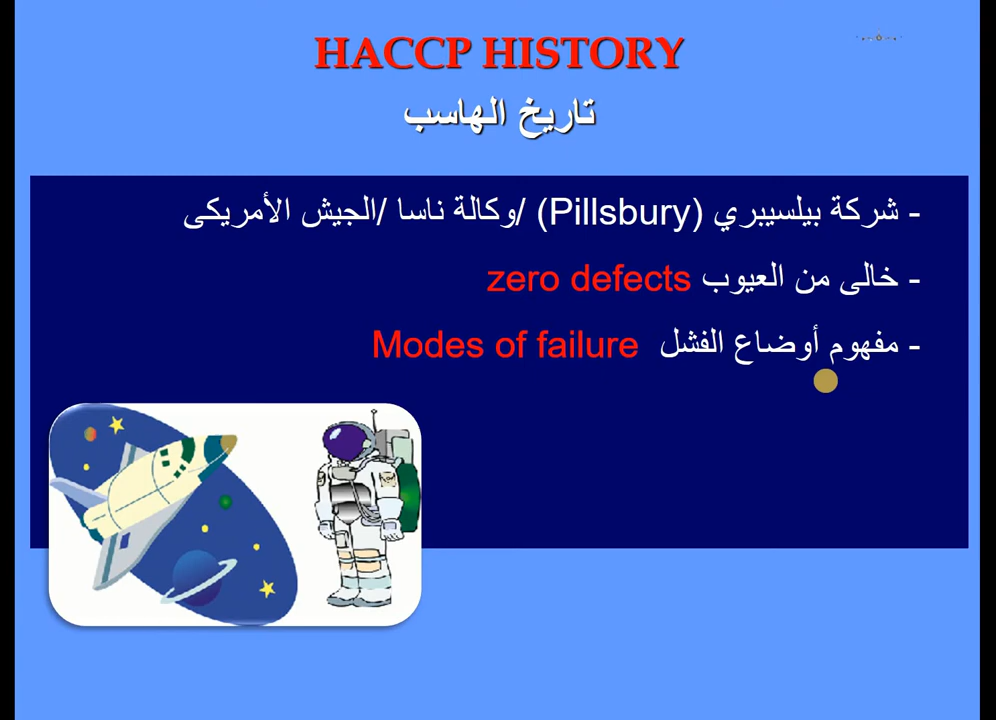 HACCP HISTORY
تاريخ الهاسب
- شركة بيلسيبري (Pillsbury) /وكالة ناسا /الجيش الأمريكى
- خالى من العيوب zero defects
- مفهوم أوضاع الفشل Modes of failure